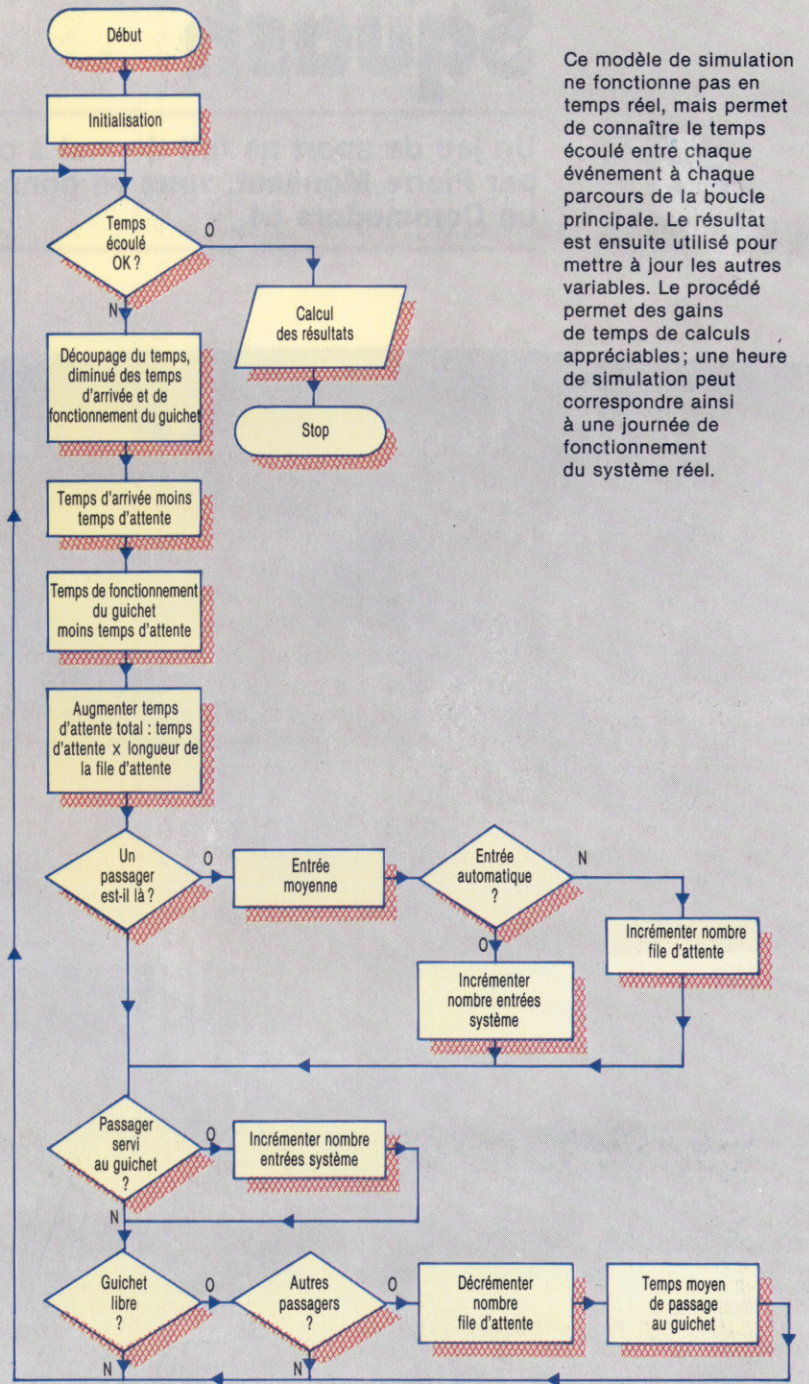 Début
Initialisation
Temps
écoulé
OK ?
O
N
Calcul
des résultats
Stop
Découpage du temps,
diminué des temps
d'arrivée et de
fonctionnement du guichet
Temps d'arrivée moins
temps d'attente
Temps de fonctionnement
du guichet
moins temps d'attente
Augmenter temps
d'attente total : temps
d'attente × longueur de
la file d'attente
Un
passager
est-il là ?
O
Entrée
moyenne
Entrée
automatique
?
N
O
Incrémenter nombre
file d'attente
Incrémenter
nombre entrées
système
Passager
servi
au guichet
?
O
N
Incrémenter nombre
entrées système
Guichet
libre
?
O
N
Autres
passagers
?
O
N
Décrémenter
nombre
file d'attente
Temps moyen
de passage
au guichet
Ce modèle de simulation
ne fonctionne pas en
temps réel, mais permet
de connaître le temps
écoulé entre chaque
événement à chaque
parcours de la boucle
principale. Le résultat
est ensuite utilisé pour
mettre à jour les autres
variables. Le procédé
permet des gains
de temps de calculs
appréciables ; une heure
de simulation peut
correspondre ainsi
à une journée de
fonctionnement
du système réel.